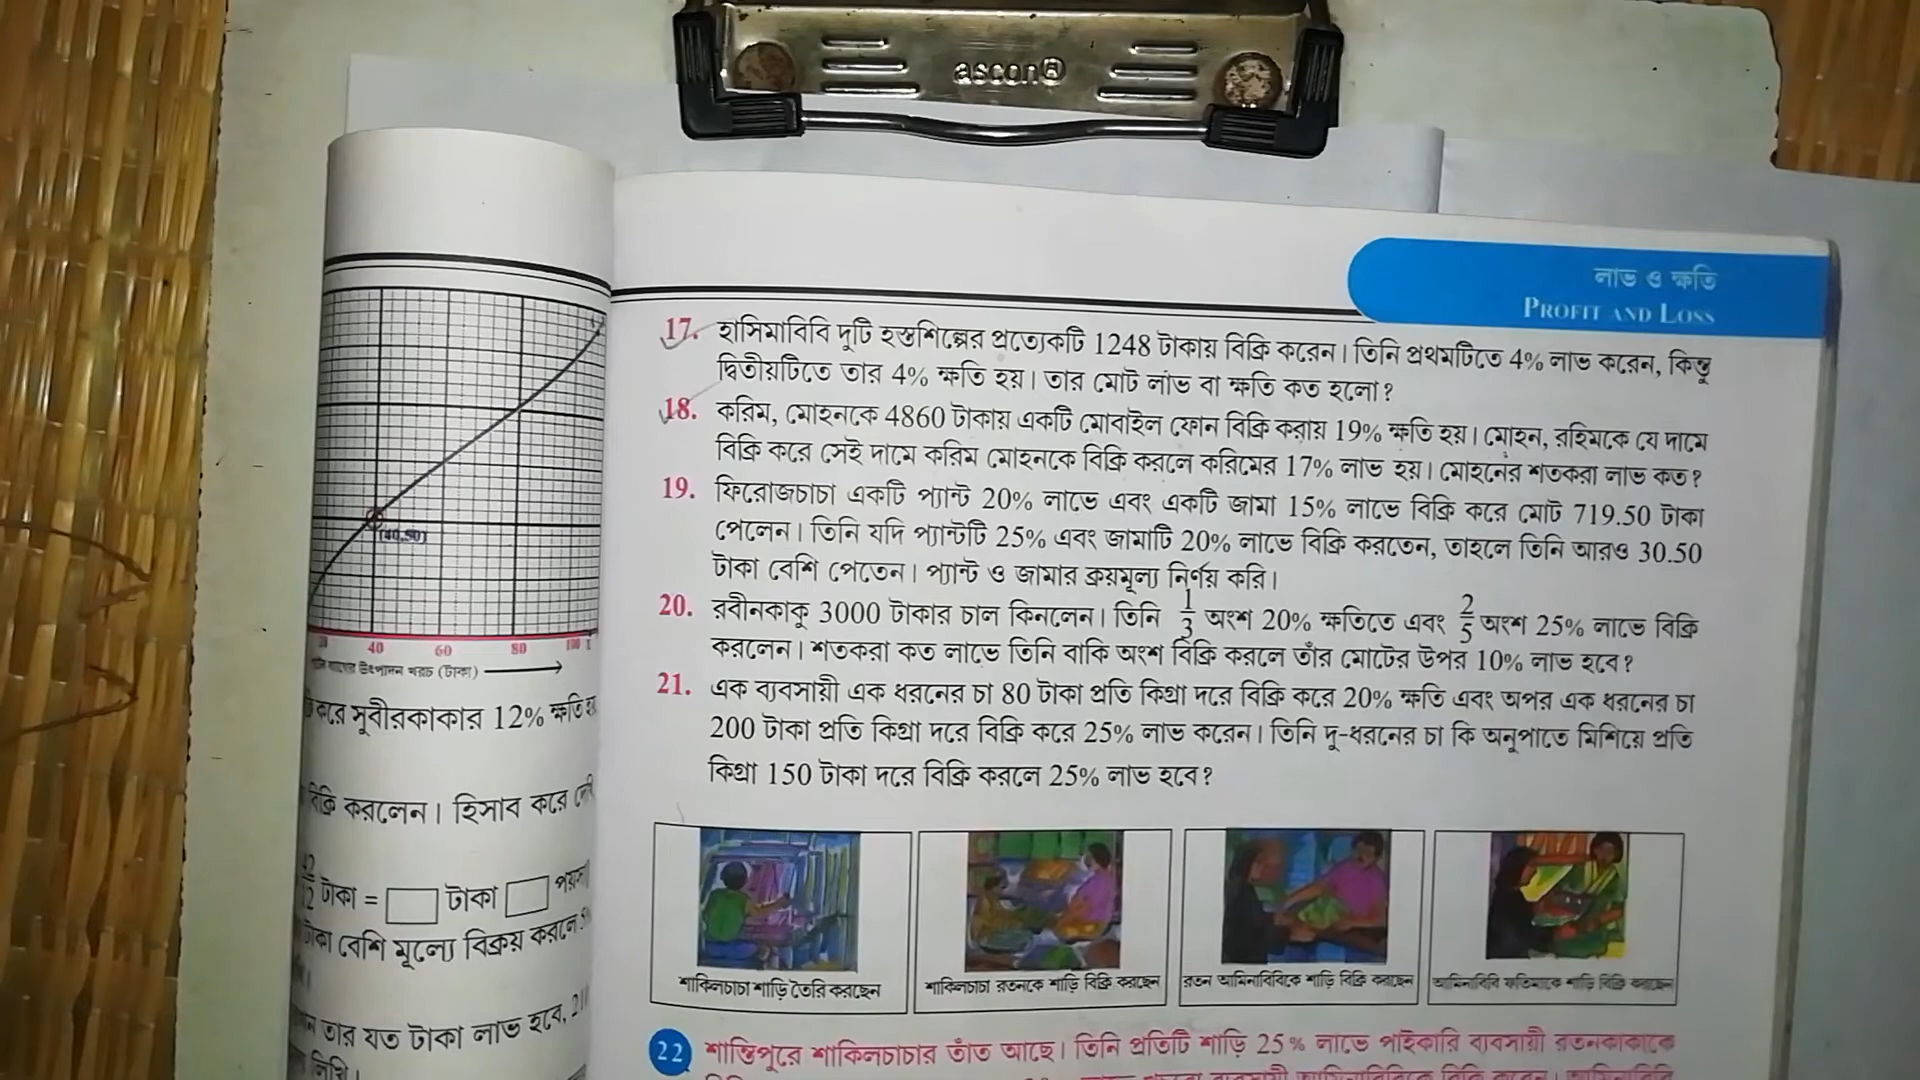 ascon®
লাভ ও ক্ষতি
PROFIT AND LOSS
17. হাসিমাবিবি দুটি হস্তশিল্পের প্রত্যেকটি 1248 টাকায় বিক্রি করেন। তিনি প্রথমটিতে 4% লাভ করেন, কিন্তু
দ্বিতীয়টিতে তার 4% ক্ষতি হয়। তার মোট লাভ বা ক্ষতি কত হলো?
18. করিম, মোহনকে 4860 টাকায় একটি মোবাইল ফোন বিক্রি করায় 19% ক্ষতি হয়। মোহন, রহিমকে যে দামে
বিক্রি করে সেই দামে করিম মোহনকে বিক্রি করলে করিমের 17% লাভ হয়। মোহনের শতকরা লাভ কত?
19. ফিরোজচাচা একটি প্যান্ট 20% লাভে এবং একটি জামা 15% লাভে বিক্রি করে মোট 719.50 টাকা
পেলেন। তিনি যদি প্যান্টটি 25% এবং জামাটি 20% লাভে বিক্রি করতেন, তাহলে তিনি আরও 30.50
টাকা বেশি পেতেন। প্যান্ট ও জামার ক্রয়মূল্য নির্ণয় করি।
20. রবীনকাকু 3000 টাকার চাল কিনলেন। তিনি 1/3 অংশ 20% ক্ষতিতে এবং 2/5 অংশ 25% লাভে বিক্রি
করলেন। শতকরা কত লাভে তিনি বাকি অংশ বিক্রি করলে তাঁর মোটের উপর 10% লাভ হবে?
21. এক ব্যবসায়ী এক ধরনের চা 80 টাকা প্রতি কিগ্রা দরে বিক্রি করে 20% ক্ষতি এবং অপর এক ধরনের চা
200 টাকা প্রতি কিগ্রা দরে বিক্রি করে 25% লাভ করেন। তিনি দু-ধরনের চা কি অনুপাতে মিশিয়ে প্রতি
কিগ্রা 150 টাকা দরে বিক্রি করলে 25% লাভ হবে?
শাকিলচাচা শাড়ি তৈরি করছেন
শাকিলচাচা রতনকে শাড়ি বিক্রি করছেন
রতন আমিনাবিবিকে শাড়ি বিক্রি করছেন
আমিনাবিবি শাড়ি বিক্রি করছেন
22 শান্তিপুরে শাকিলচাচার তাঁত আছে। তিনি প্রতিটি শাড়ি 25% লাভে পাইকারি ব্যবসায়ী রতনকাকাকে
(40,50)
40 60 80 100
উৎপাদন খরচ (টাকা)
করে সুবীরকাকার 12% ক্ষতি
বিক্রি করলেন। হিসাব করে
টাকা = টাকা
টাকা বেশি মূল্যে বিক্রয় করলে
তার যত টাকা লাভ হবে,
লিখি।